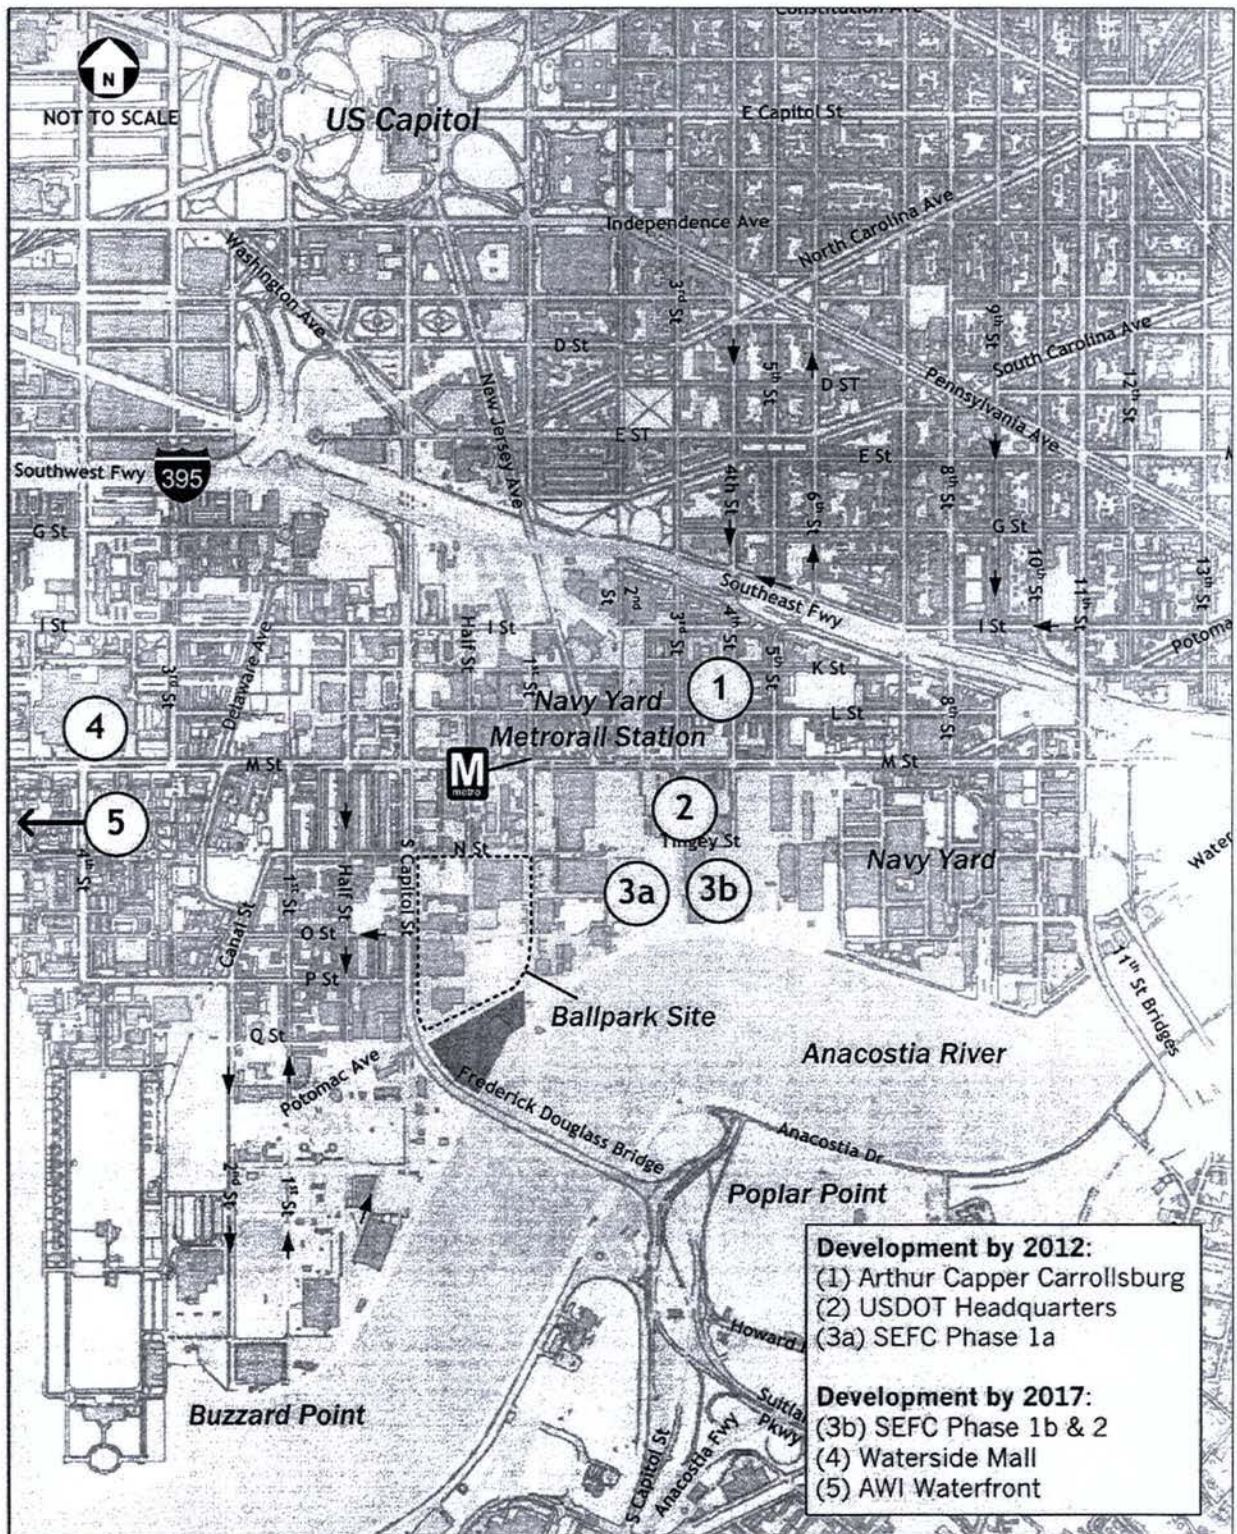 Constitution Ave
N
NOT TO SCALE
US Capitol
E Capitol St
Independence Ave
North Carolina Ave
Washington Ave
3rd St
9th St
South Carolina Ave
D St
New Jersey Ave
5th St
D ST
Pennsylvania Ave
12th St
E ST
E St
Southwest Fwy
395
4th St
6th St
8th St
G St
G St
10th St
11th St
13th St
2nd St
Southeast Fwy
I St
Half St
I St
1st St
3rd St
4th St
5th St
I St
Potoma
K St
1
3rd St
Delaware Ave
Navy Yard
Metrorail Station
L St
8th St
4
M St
M
metro
M St
5
2
Tingey St
N St
Navy Yard
Water
4th St
S Capitol St
3a
3b
1st St
Half St
Canal St
O St
P St
11th St Bridges
Ballpark Site
Q St
Potomac Ave
Anacostia River
Frederick Douglass Bridge
Anacostia Dr
2nd St
1st St
Poplar Point
Howard
Suitla
Pkwy
Buzzard Point
S Capitol St
Anacostia Fwy
Development by 2012:
(1) Arthur Capper Carrollsburg
(2) USDOT Headquarters
(3a) SEFC Phase 1a
Development by 2017:
(3b) SEFC Phase 1b & 2
(4) Waterside Mall
(5) AWI Waterfront